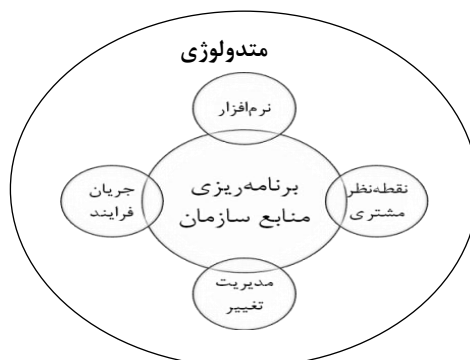 متدولوژی
نرم‌افزار
برنامه‌ریزی
منابع سازمان
نقطه‌نظر
مشتری
جریان
فرایند
مدیریت
تغییر